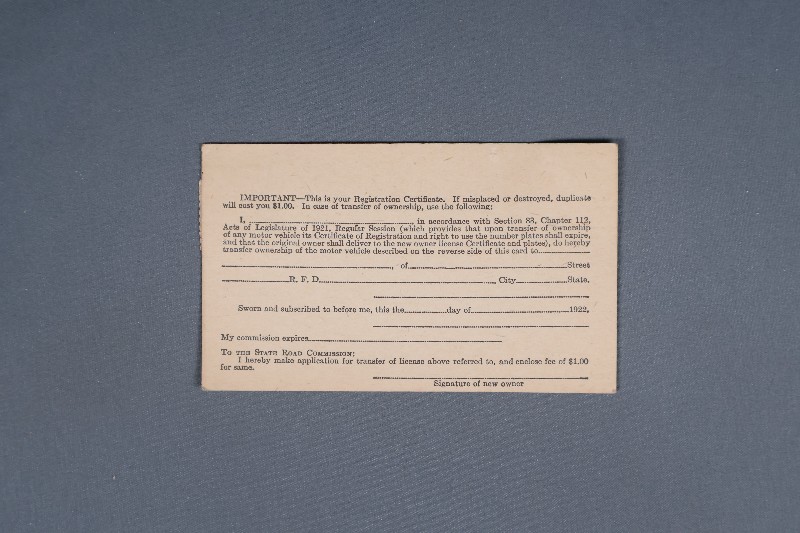 IMPORTANT—This is your Registration Certificate. If misplaced or destroyed, duplicate
will cost you $1.00. In case of transfer of ownership, use the following:
I, ........ in accordance with Section 88, Chapter 112,
Acts of Legislature of 1921, Regular Session (which provides that upon transfer of ownership
of any motor vehicle its Certificate of Registration and right to use the number plates shall expire,
and that the original owner shall deliver to the new owner license Certificate and plates), do hereby
transfer ownership of the motor vehicle described on the reverse side of this card to........
........, of........Street
........R. F. D........, City........State.
Sworn and subscribed to before me, this the........day of........1922.
My commission expires........
TO THE STATE ROAD COMMISSION:
I hereby make application for transfer of license above referred to, and enclose fee of $1.00
for same.
Signature of new owner